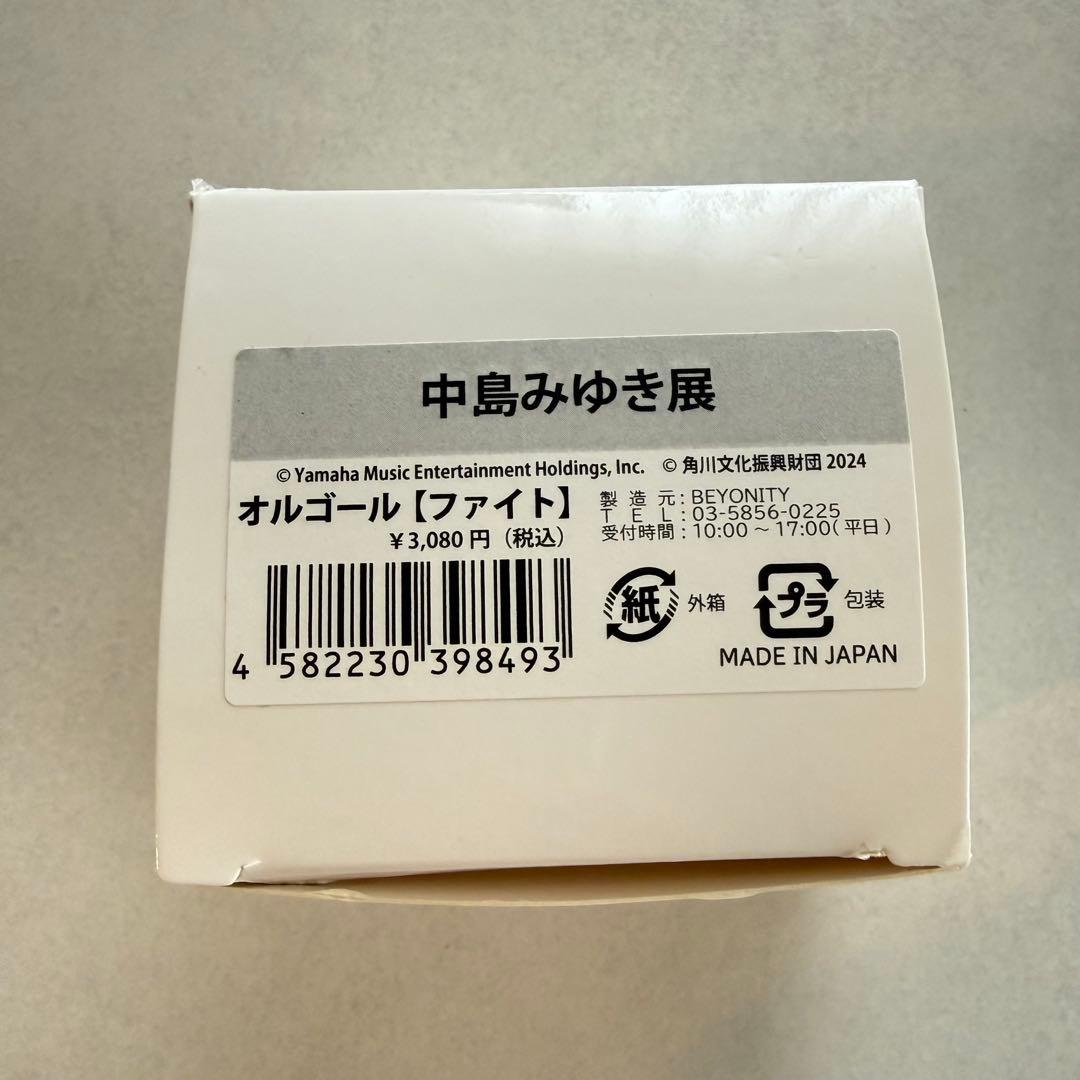 中島みゆき展
© Yamaha Music Entertainment Holdings, Inc. © 角川文化振興財団 2024
オルゴール【ファイト】
¥3,080円（税込）
製造元：BEYONITY
TEL：03-5856-0225
受付時間：10:00～17:00(平日)
紙 外箱
プラ 包装
4 582230 398493
MADE IN JAPAN